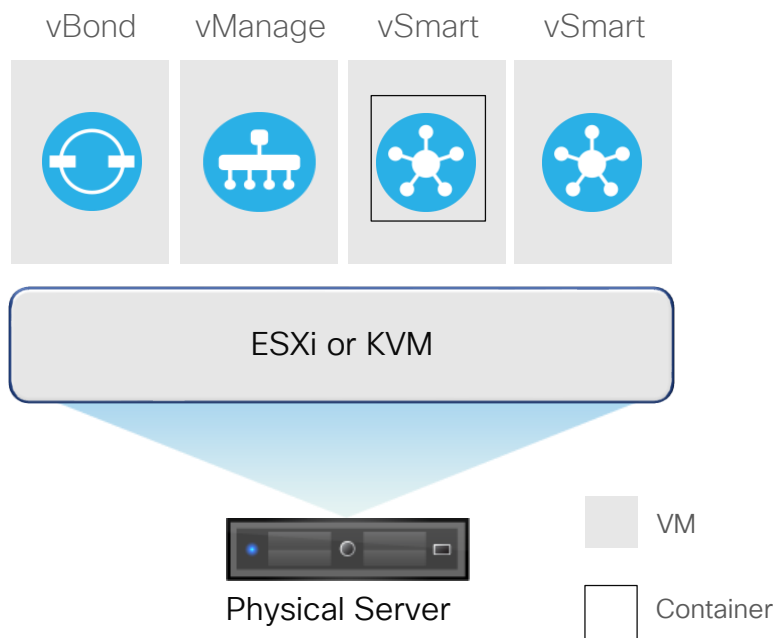 vBond
vManage
vSmart
vSmart
ESXi or KVM
Physical Server
VM
Container